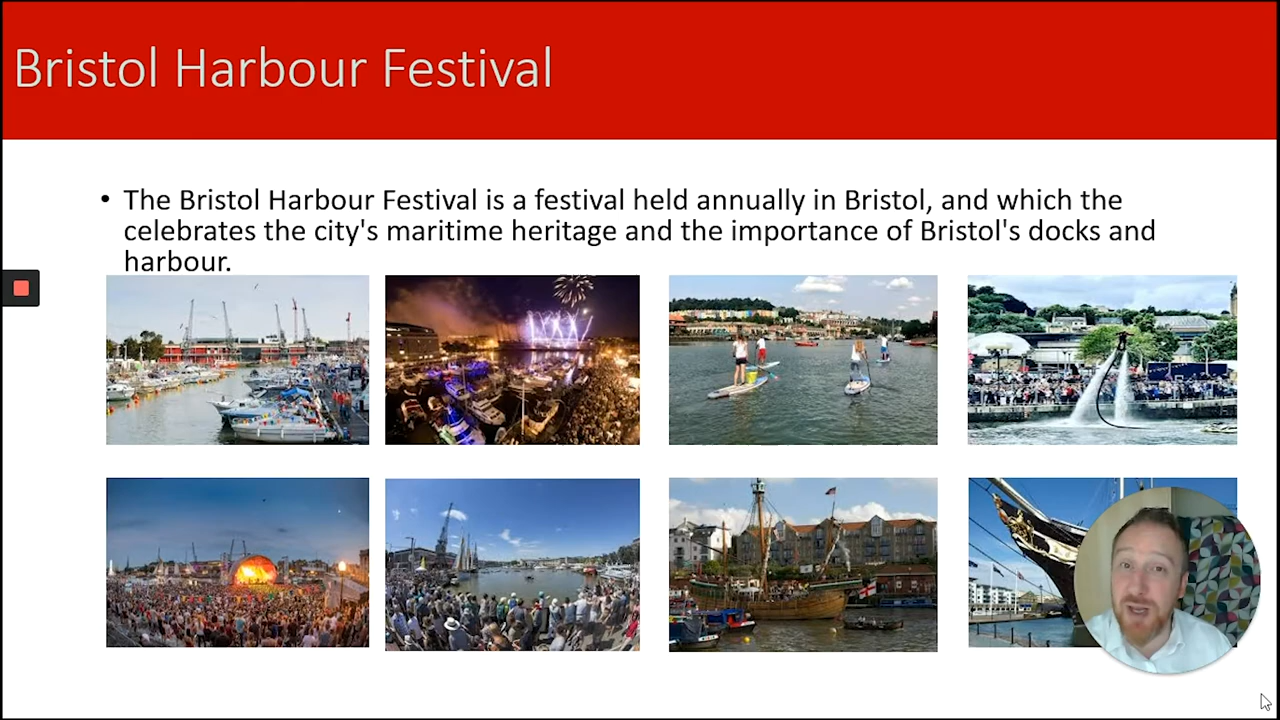 Bristol Harbour Festival
• The Bristol Harbour Festival is a festival held annually in Bristol, and which the
celebrates the city's maritime heritage and the importance of Bristol's docks and
harbour.